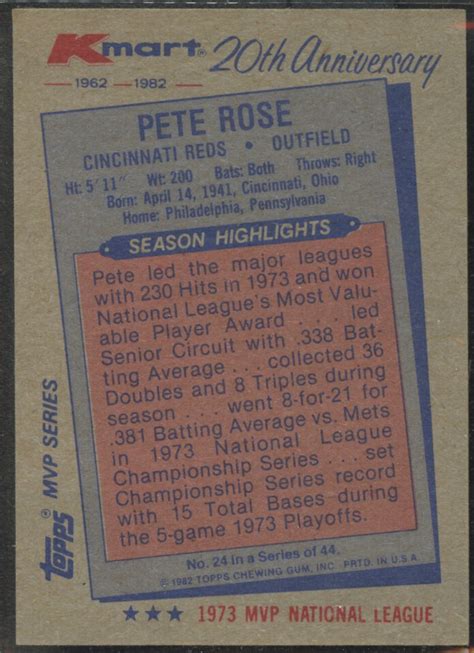 Kmart® 20th Anniversary
1962 — 1982
PETE ROSE
CINCINNATI REDS • OUTFIELD
Ht: 5'11" Wt: 200 Bats: Both Throws: Right
Born: April 14, 1941, Cincinnati, Ohio
Home: Philadelphia, Pennsylvania
SEASON HIGHLIGHTS
Pete led the major leagues
with 230 Hits in 1973 and won
National League's Most Valu-
able Player Award . . . led
Senior Circuit with .338 Bat-
ting Average . . . collected 36
Doubles and 8 Triples during
season . . . went 8-for-21 for
.381 Batting Average vs. Mets
in 1973 National League
Championship Series . . . set
Championship Series record
with 15 Total Bases during
the 5-game 1973 Playoffs.
No. 24 in a Series of 44.
©1982 TOPPS CHEWING GUM, INC. PRTD. IN U.S.A.
TOPPS® MVP SERIES
★★★ 1973 MVP NATIONAL LEAGUE